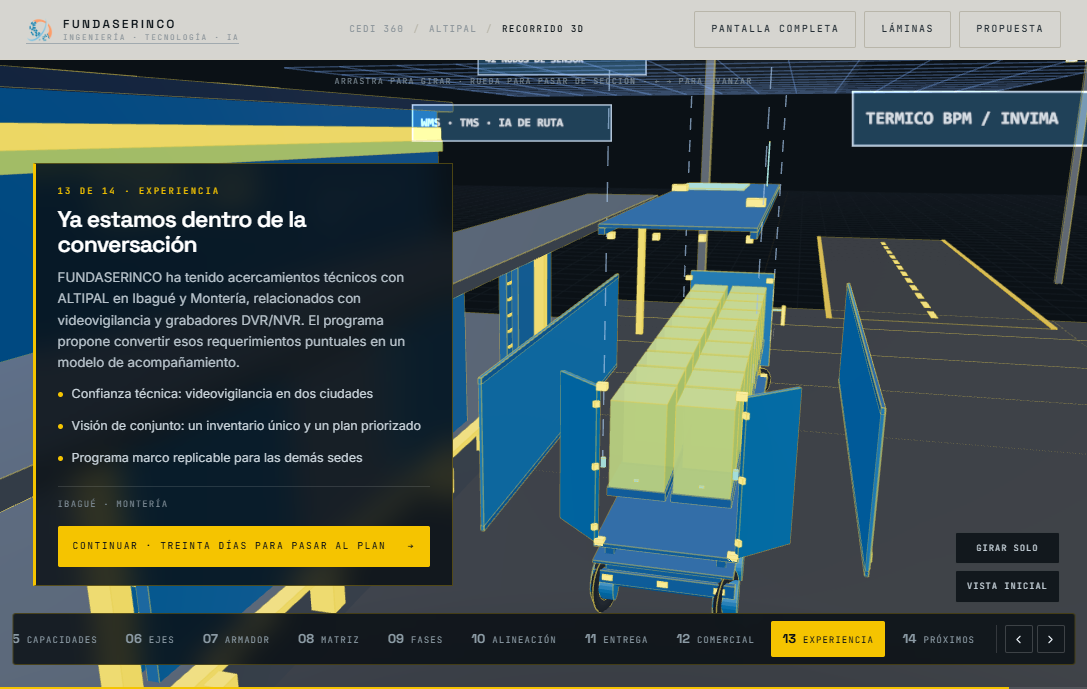 FUNDASERINCO
INGENIERÍA · TECNOLOGÍA · IA
CEDI 360 / ALTIPAL / RECORRIDO 3D
PANTALLA COMPLETA
LÁMINAS
PROPUESTA
42 NODOS DE SENSOR
ARRASTRA PARA GIRAR · RUEDA PARA PASAR DE SECCIÓN · ← → PARA AVANZAR
WMS · TMS · IA DE RUTA
TERMICO BPM / INVIMA
13 DE 14 · EXPERIENCIA
Ya estamos dentro de la
conversación
FUNDASERINCO ha tenido acercamientos técnicos con
ALTIPAL en Ibagué y Montería, relacionados con
videovigilancia y grabadores DVR/NVR. El programa
propone convertir esos requerimientos puntuales en un
modelo de acompañamiento.
Confianza técnica: videovigilancia en dos ciudades
Visión de conjunto: un inventario único y un plan priorizado
Programa marco replicable para las demás sedes
IBAGUÉ · MONTERÍA
CONTINUAR · TREINTA DÍAS PARA PASAR AL PLAN →
GIRAR SOLO
VISTA INICIAL
5 CAPACIDADES 06 EJES 07 ARMADOR 08 MATRIZ 09 FASES 10 ALINEACIÓN 11 ENTREGA 12 COMERCIAL 13 EXPERIENCIA 14 PRÓXIMOS